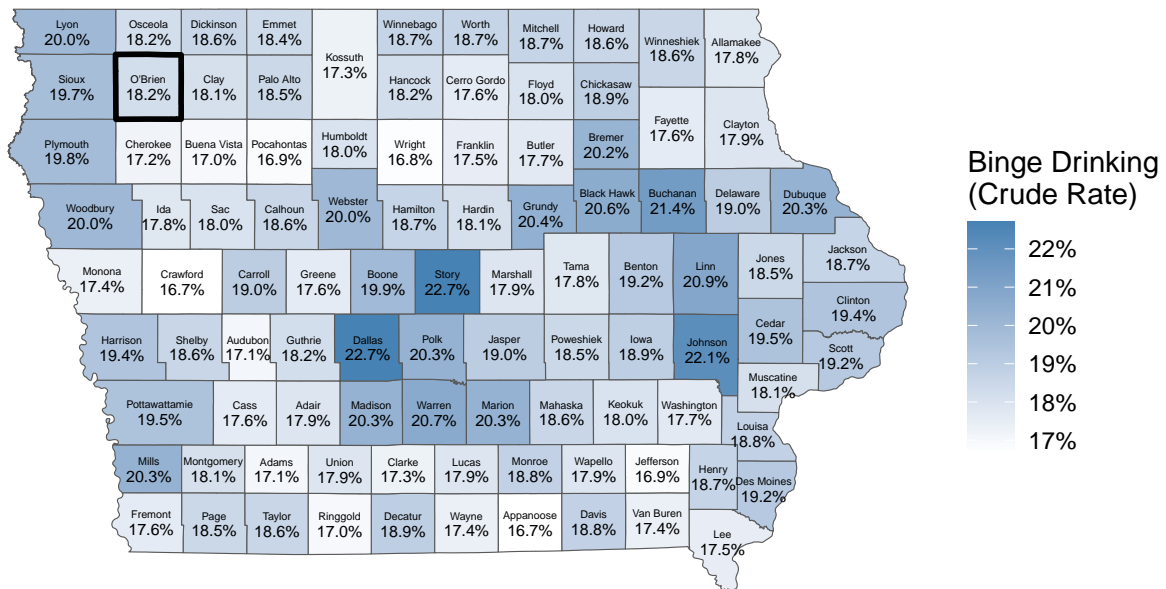 Lyon
20.0%
Osceola
18.2%
Dickinson
18.6%
Emmet
18.4%
Kossuth
17.3%
Winnebago
18.7%
Worth
18.7%
Mitchell
18.7%
Howard
18.6%
Winneshiek
18.6%
Allamakee
17.8%
Sioux
19.7%
O'Brien
18.2%
Clay
18.1%
Palo Alto
18.5%
Hancock
18.2%
Cerro Gordo
17.6%
Floyd
18.0%
Chickasaw
18.9%
Fayette
17.6%
Clayton
17.9%
Plymouth
19.8%
Cherokee
17.2%
Buena Vista
17.0%
Pocahontas
16.9%
Humboldt
18.0%
Wright
16.8%
Franklin
17.5%
Butler
17.7%
Bremer
20.2%
Woodbury
20.0%
Ida
17.8%
Sac
18.0%
Calhoun
18.6%
Webster
20.0%
Hamilton
18.7%
Hardin
18.1%
Grundy
20.4%
Black Hawk
20.6%
Buchanan
21.4%
Delaware
19.0%
Dubuque
20.3%
Monona
17.4%
Crawford
16.7%
Carroll
19.0%
Greene
17.6%
Boone
19.9%
Story
22.7%
Marshall
17.9%
Tama
17.8%
Benton
19.2%
Linn
20.9%
Jones
18.5%
Jackson
18.7%
Clinton
19.4%
Harrison
19.4%
Shelby
18.6%
Audubon
17.1%
Guthrie
18.2%
Dallas
22.7%
Polk
20.3%
Jasper
19.0%
Poweshiek
18.5%
Iowa
18.9%
Johnson
22.1%
Cedar
19.5%
Scott
19.2%
Muscatine
18.1%
Pottawattamie
19.5%
Cass
17.6%
Adair
17.9%
Madison
20.3%
Warren
20.7%
Marion
20.3%
Mahaska
18.6%
Keokuk
18.0%
Washington
17.7%
Louisa
18.8%
Mills
20.3%
Montgomery
18.1%
Adams
17.1%
Union
17.9%
Clarke
17.3%
Lucas
17.9%
Monroe
18.8%
Wapello
17.9%
Jefferson
16.9%
Henry
18.7%
Des Moines
19.2%
Fremont
17.6%
Page
18.5%
Taylor
18.6%
Ringgold
17.0%
Decatur
18.9%
Wayne
17.4%
Appanoose
16.7%
Davis
18.8%
Van Buren
17.4%
Lee
17.5%
Binge Drinking
(Crude Rate)
22%
21%
20%
19%
18%
17%